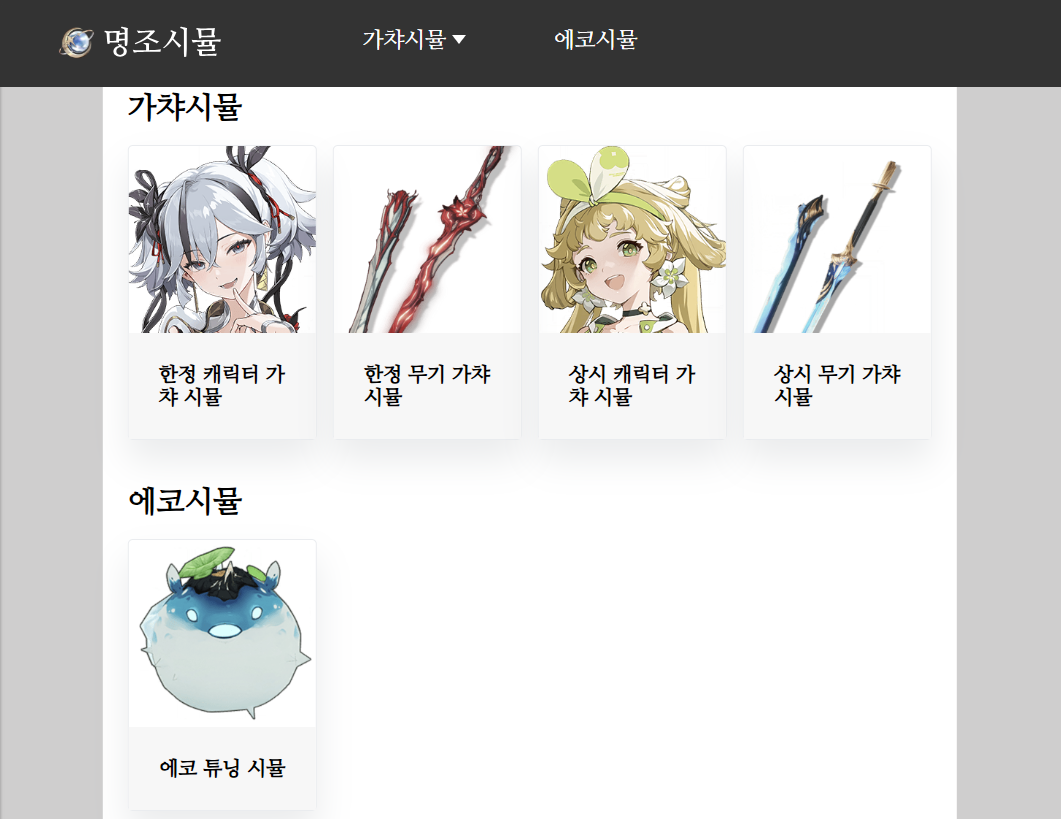 명조시뮬
가챠시뮬 ▼
에코시뮬
가챠시뮬
한정 캐릭터 가
챠 시뮬
한정 무기 가챠
시뮬
상시 캐릭터 가
챠 시뮬
상시 무기 가챠
시뮬
에코시뮬
에코 튜닝 시뮬